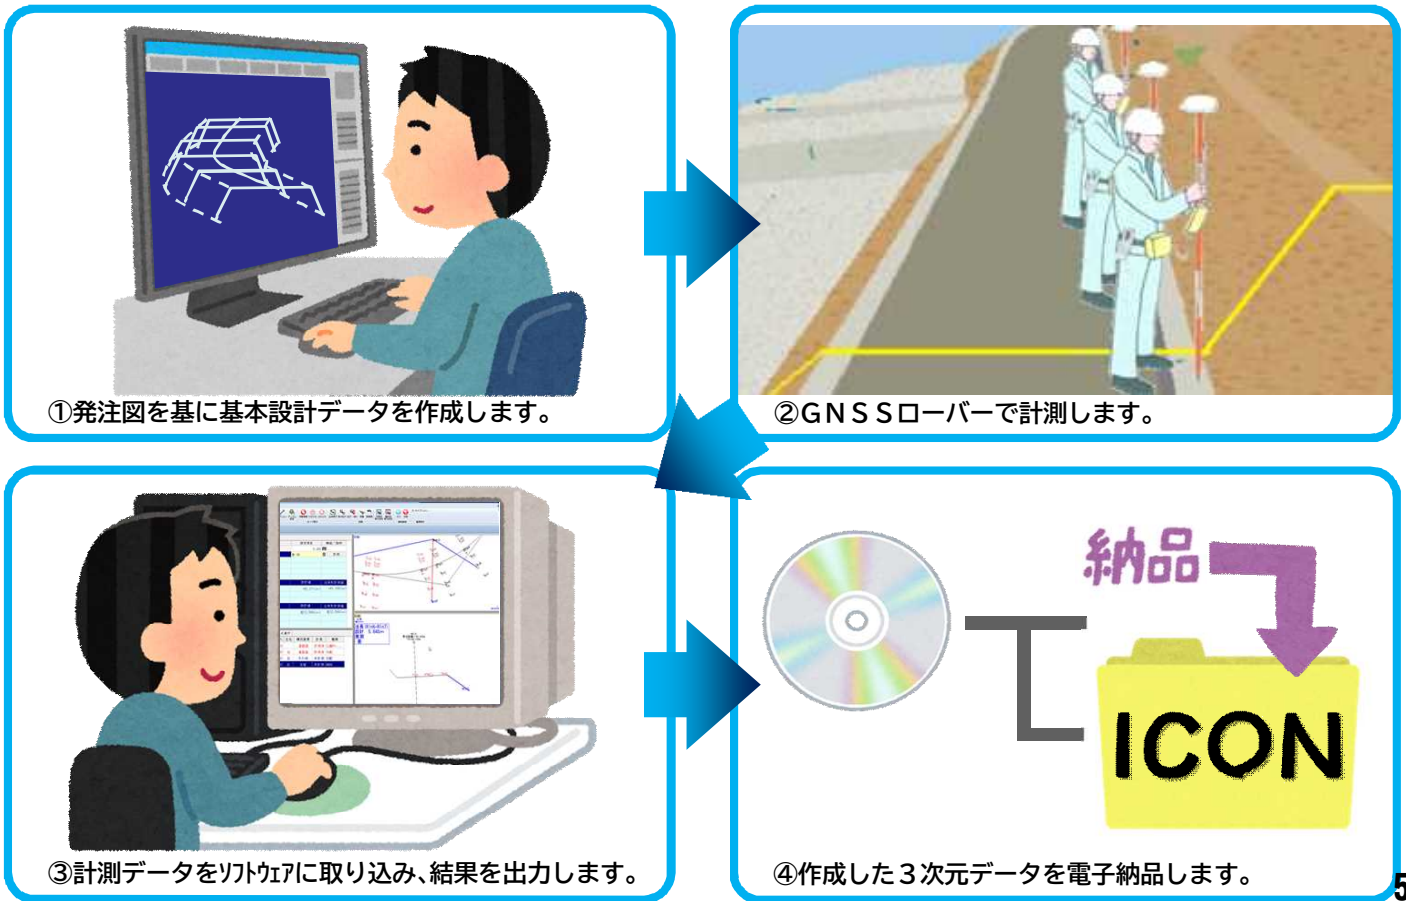 ①発注図を基に基本設計データを作成します。
②GNSSローバーで計測します。
③計測データをｿﾌﾄｳｪｱに取り込み、結果を出力します。
納品
ICON
④作成した３次元データを電子納品します。
5